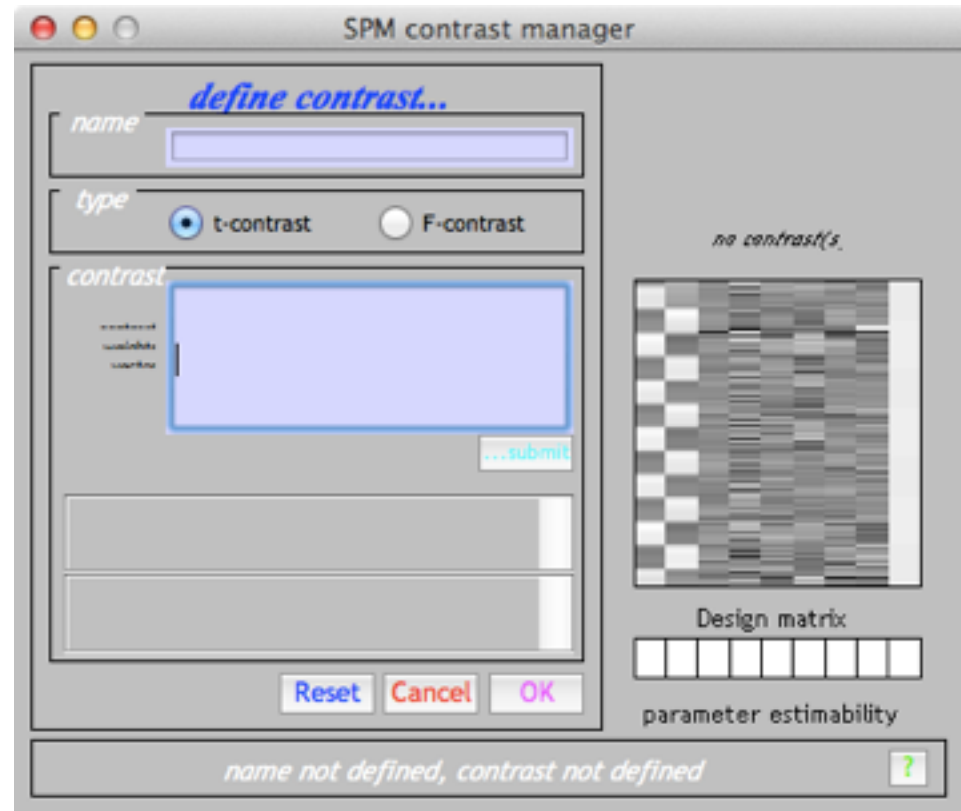 SPM contrast manager
define contrast...
name
type
t-contrast
F-contrast
contrast
...submit
Reset
Cancel
OK
no contrast(s
Design matrix
parameter estimability
name not defined, contrast not defined
?